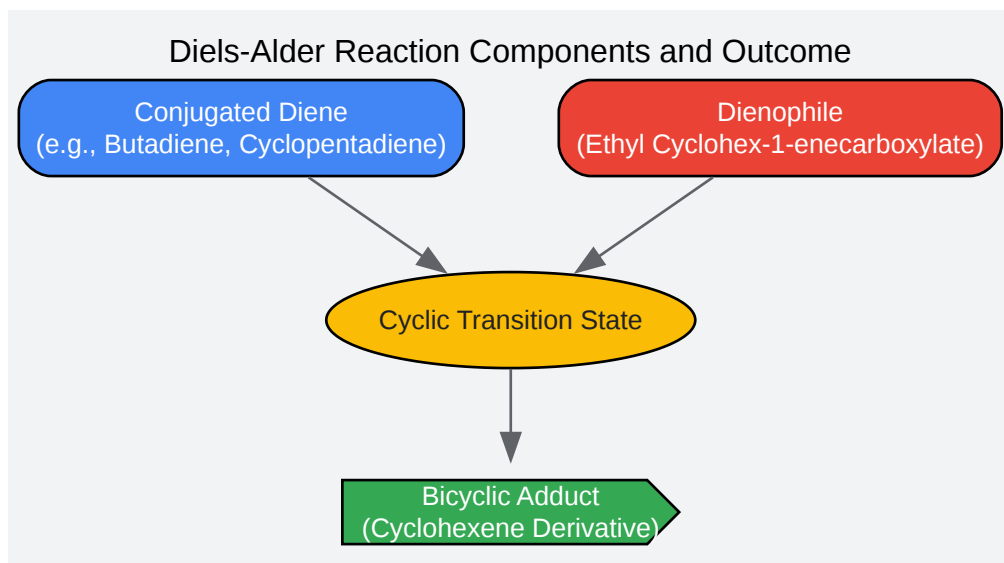 Diels-Alder Reaction Components and Outcome
Conjugated Diene
(e.g., Butadiene, Cyclopentadiene)
Dienophile
(Ethyl Cyclohex-1-enecarboxylate)
Cyclic Transition State
Bicyclic Adduct
(Cyclohexene Derivative)